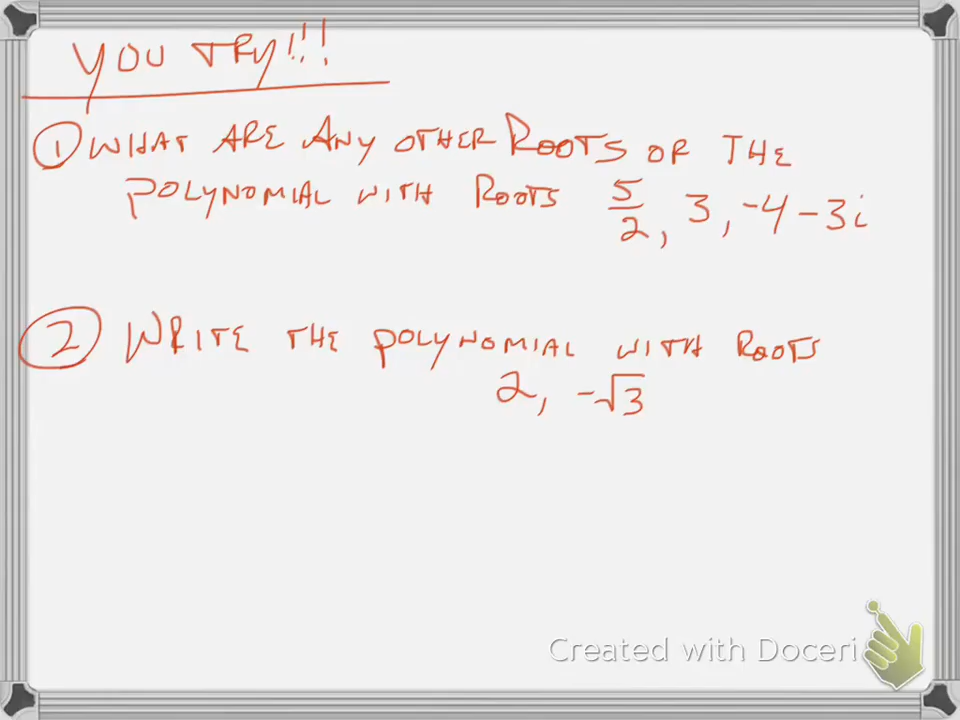 YOU TRY!!!
① WHAT ARE ANY OTHER ROOTS OF THE
POLYNOMIAL WITH ROOTS 5/2, 3, -4-3i
② WRITE THE POLYNOMIAL WITH ROOTS
2, -√3
Created with Doceri